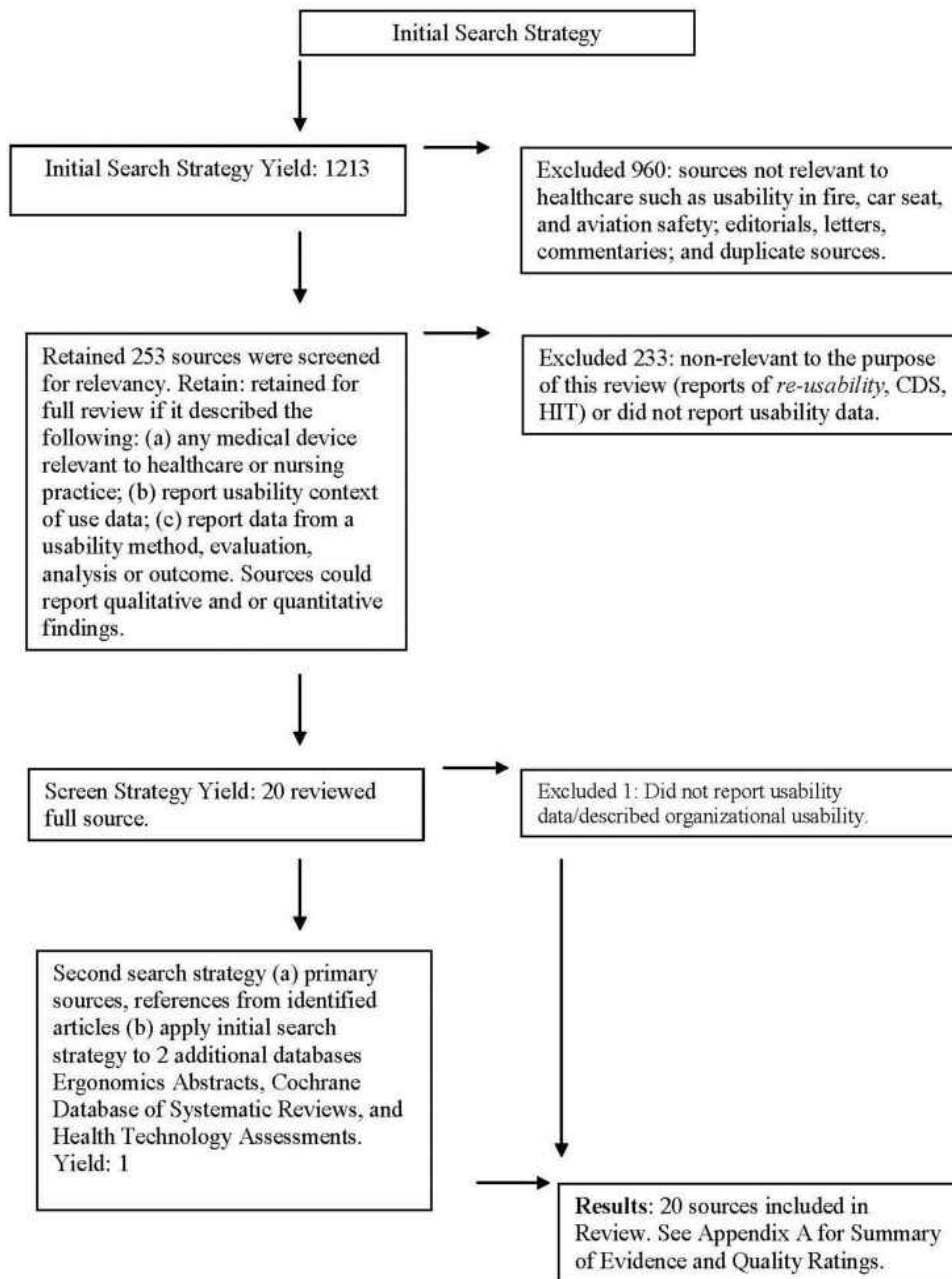 Initial Search Strategy
Initial Search Strategy Yield: 1213
Excluded 960: sources not relevant to
healthcare such as usability in fire, car seat,
and aviation safety; editorials, letters,
commentaries; and duplicate sources.
Retained 253 sources were screened
for relevancy. Retain: retained for
full review if it described the
following: (a) any medical device
relevant to healthcare or nursing
practice; (b) report usability context
of use data; (c) report data from a
usability method, evaluation,
analysis or outcome. Sources could
report qualitative and or quantitative
findings.
Excluded 233: non-relevant to the purpose
of this review (reports of re-usability, CDS,
HIT) or did not report usability data.
Screen Strategy Yield: 20 reviewed
full source.
Excluded 1: Did not report usability
data/described organizational usability.
Second search strategy (a) primary
sources, references from identified
articles (b) apply initial search
strategy to 2 additional databases
Ergonomics Abstracts, Cochrane
Database of Systematic Reviews, and
Health Technology Assessments.
Yield: 1
Results: 20 sources included in
Review. See Appendix A for Summary
of Evidence and Quality Ratings.